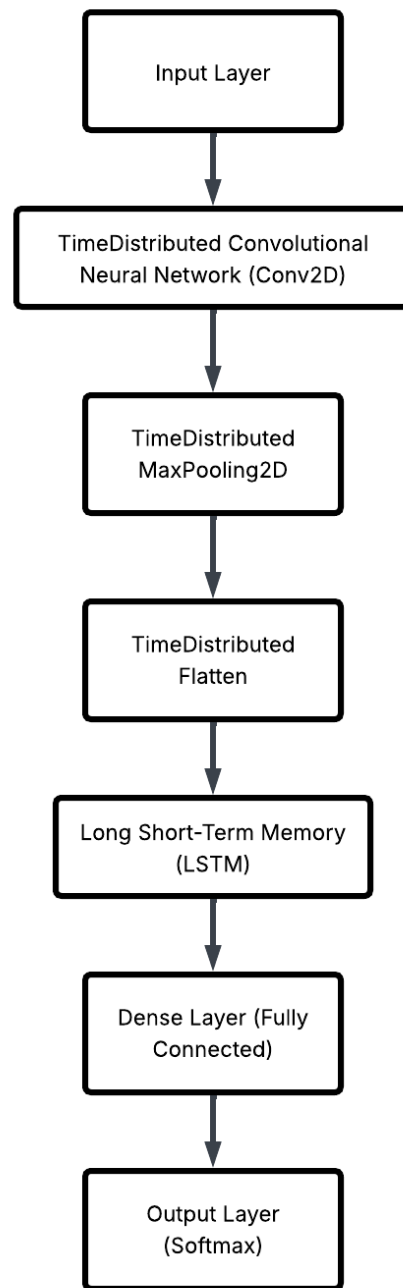 Input Layer
TimeDistributed Convolutional
Neural Network (Conv2D)
TimeDistributed
MaxPooling2D
TimeDistributed
Flatten
Long Short-Term Memory
(LSTM)
Dense Layer (Fully
Connected)
Output Layer
(Softmax)